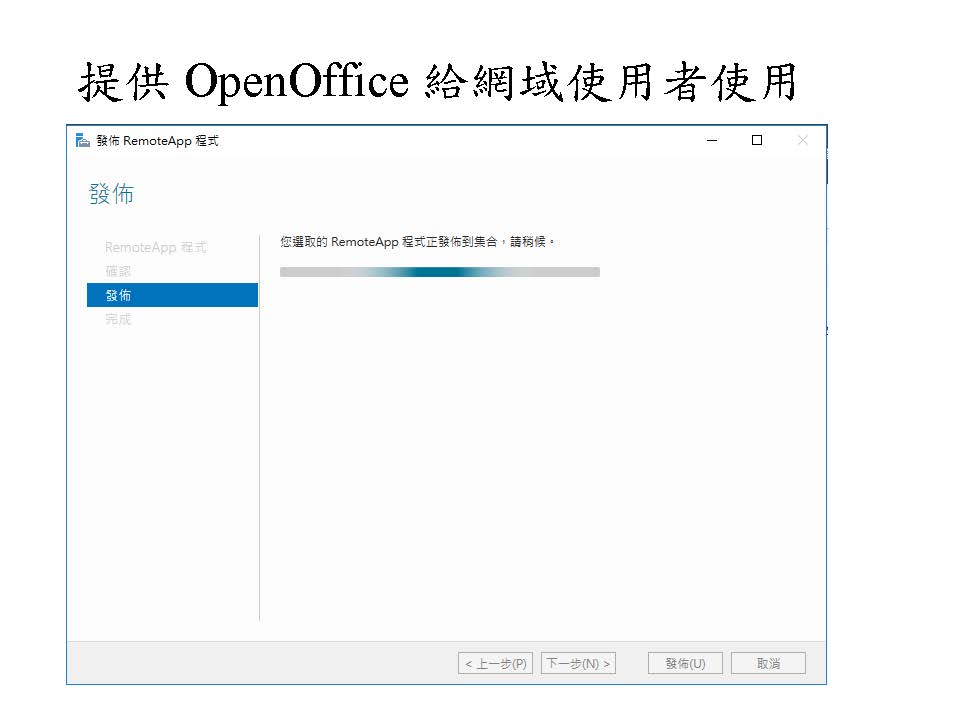 提供 OpenOffice 給網域使用者使用
發佈 RemoteApp 程式
發佈
RemoteApp 程式
確認
發佈
完成
您選取的 RemoteApp 程式正發佈到集合，請稍候。
< 上一步(P)
下一步(N) >
發佈(U)
取消